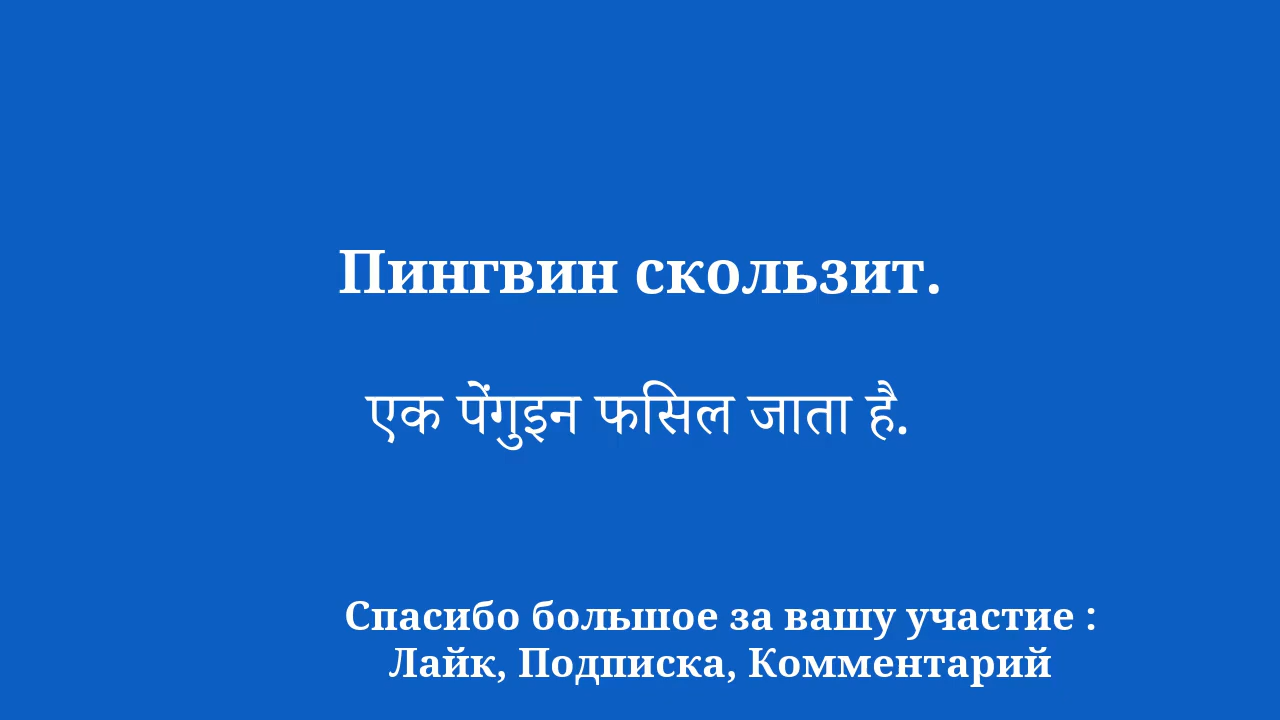 Пингвин скользит.
एक पेंगुइन फसिल जाता है.
Спасибо большое за вашу участие :
Лайк, Подписка, Комментарий